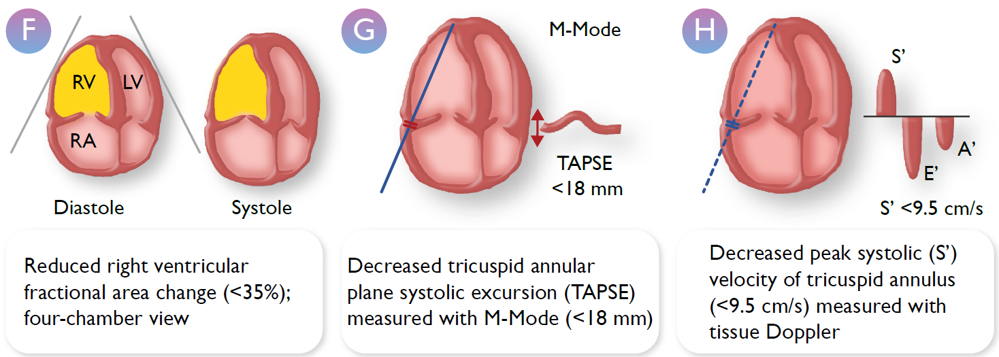 F
RV
LV
RA
Diastole
Systole
Reduced right ventricular
fractional area change (<35%);
four-chamber view
G
M-Mode
TAPSE
<18 mm
Decreased tricuspid annular
plane systolic excursion (TAPSE)
measured with M-Mode (<18 mm)
H
S’
E’
A’
S’ <9.5 cm/s
Decreased peak systolic (S’)
velocity of tricuspid annulus
(<9.5 cm/s) measured with
tissue Doppler